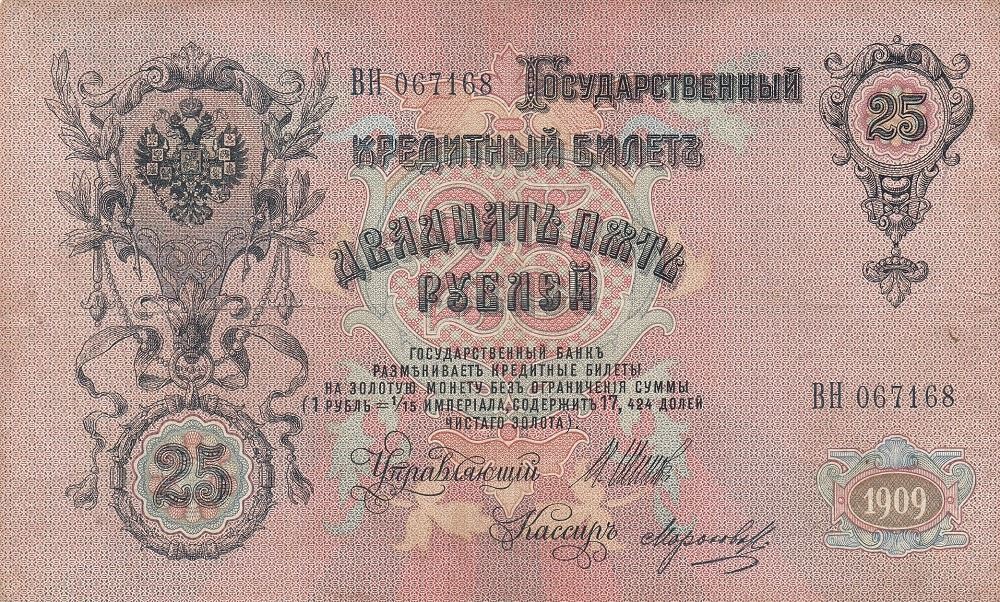 ВН 067168
Государственный
25
КРЕДИТНЫЙ БИЛЕТЪ
ДВАДЦАТЬ ПЯТЬ
РУБЛЕЙ
25
ГОСУДАРСТВЕННЫЙ БАНКЪ
РАЗМѢНИВАЕТЪ КРЕДИТНЫЕ БИЛЕТЫ
НА ЗОЛОТУЮ МОНЕТУ БЕЗЪ ОГРАНИЧЕНІЯ СУММЫ
(1 РУБЛЬ = 1/15 ИМПЕРІАЛА, СОДЕРЖИТЪ 17, 424 ДОЛЕЙ
ЧИСТАГО ЗОЛОТА).
ВН 067168
25
Управляющій
Кассиръ
1909